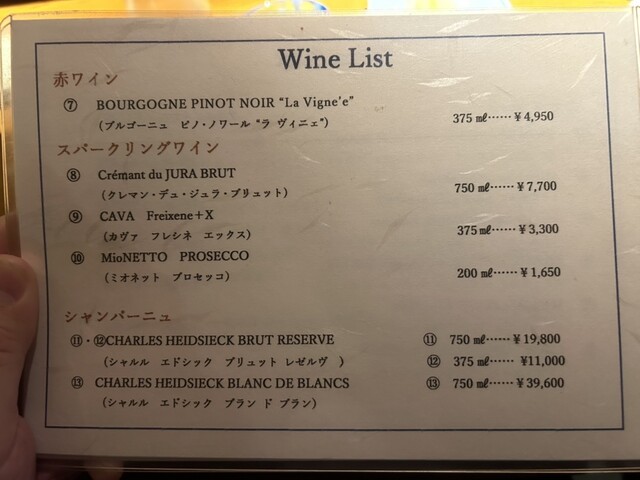 Wine List
赤ワイン
⑦ BOURGOGNE PINOT NOIR “La Vigne'e” 375 ㎖……￥4,950
（ブルゴーニュ ピノ・ノワール “ラ ヴィニェ”）
スパークリングワイン
⑧ Crémant du JURA BRUT 750 ㎖……￥7,700
（クレマン・デュ・ジュラ・ブリュット）
⑨ CAVA Freixene＋X 375㎖……￥3,300
（カヴァ フレシネ エックス）
⑩ MioNETTO PROSECCO 200 ㎖……￥1,650
（ミオネット プロセッコ）
シャンパーニュ
⑪・⑫CHARLES HEIDSIECK BRUT RESERVE ⑪ 750 ㎖……￥19,800
（シャルル エドシック ブリュット レゼルヴ ） ⑫ 375㎖…… ¥11,000
⑬ CHARLES HEIDSIECK BLANC DE BLANCS ⑬ 750 ㎖……￥39,600
（シャルル エドシック ブラン ド ブラン）